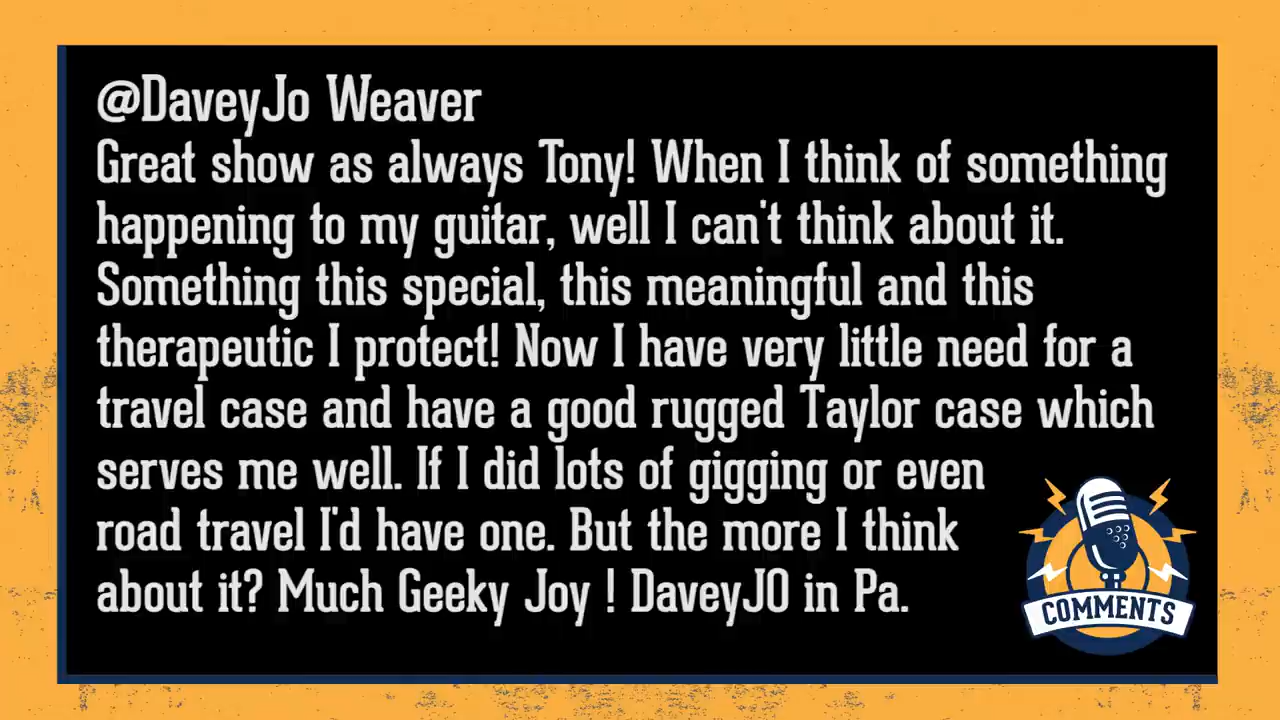 @DaveyJo Weaver
Great show as always Tony! When I think of something
happening to my guitar, well I can't think about it.
Something this special, this meaningful and this
therapeutic I protect! Now I have very little need for a
travel case and have a good rugged Taylor case which
serves me well. If I did lots of gigging or even
road travel I'd have one. But the more I think
about it? Much Geeky Joy ! DaveyJO in Pa.
COMMENTS